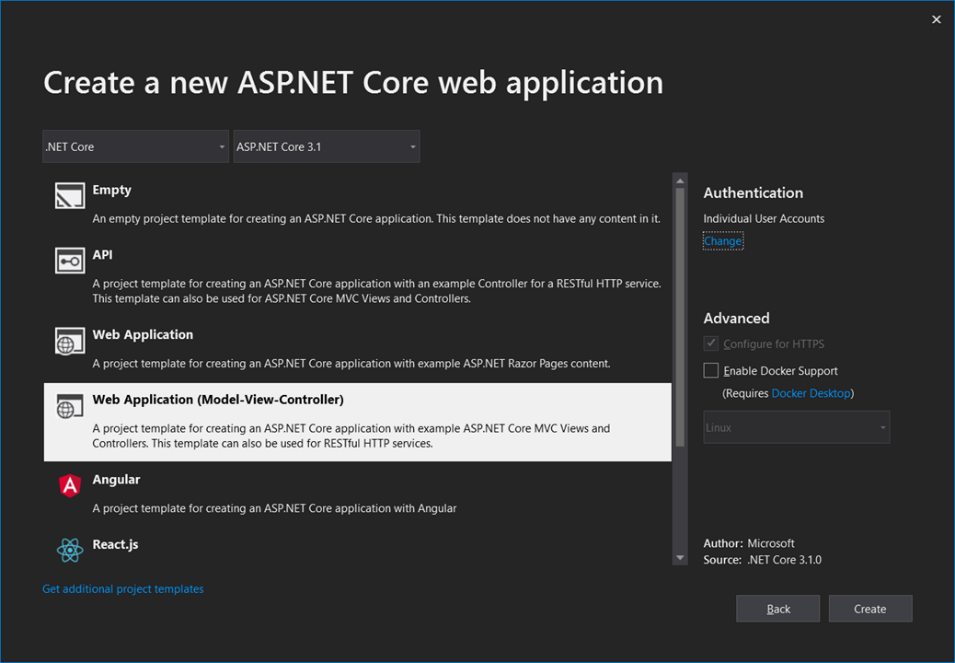 Create a new ASP.NET Core web application
.NET Core
ASP.NET Core 3.1
Empty
An empty project template for creating an ASP.NET Core application. This template does not have any content in it.
API
A project template for creating an ASP.NET Core application with an example Controller for a RESTful HTTP service.
This template can also be used for ASP.NET Core MVC Views and Controllers.
Web Application
A project template for creating an ASP.NET Core application with example ASP.NET Razor Pages content.
Web Application (Model-View-Controller)
A project template for creating an ASP.NET Core application with example ASP.NET Core MVC Views and
Controllers. This template can also be used for RESTful HTTP services.
Angular
A project template for creating an ASP.NET Core application with Angular
React.js
Get additional project templates
Authentication
Individual User Accounts
Change
Advanced
Configure for HTTPS
Enable Docker Support
(Requires Docker Desktop)
Linux
Author: Microsoft
Source: .NET Core 3.1.0
Back
Create